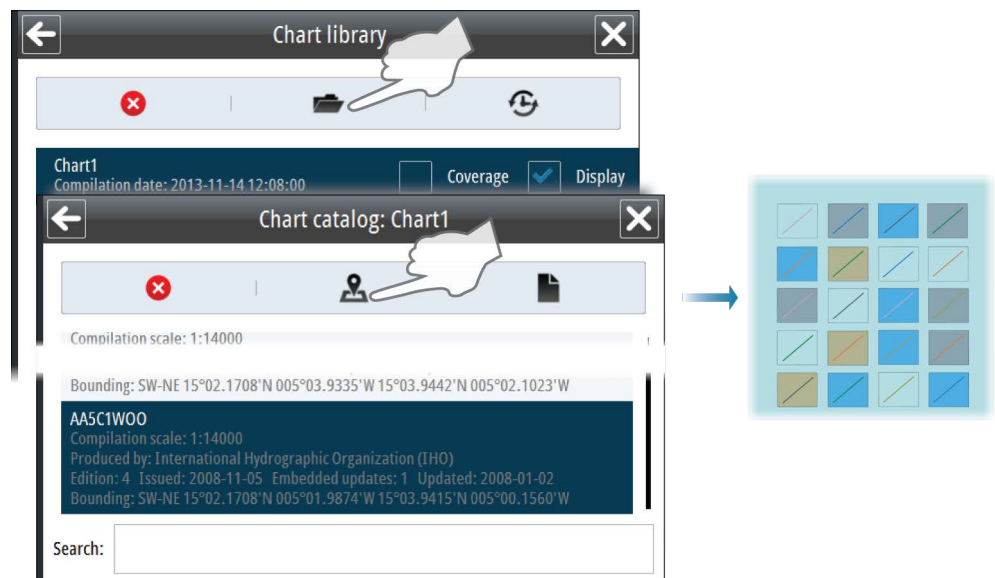 Chart library
Chart1
Compilation date: 2013-11-14 12:08:00
Coverage
Display
Chart catalog: Chart1
Compilation scale: 1:14000
Bounding: SW-NE 15°02.1708'N 005°03.9335'W 15°03.9442'N 005°02.1023'W
AA5C1WOO
Compilation scale: 1:14000
Produced by: International Hydrographic Organization (IHO)
Edition: 4 Issued: 2008-11-05 Embedded updates: 1 Updated: 2008-01-02
Bounding: SW-NE 15°02.1708'N 005°01.9874'W 15°03.9415'N 005°00.1560'W
Search: